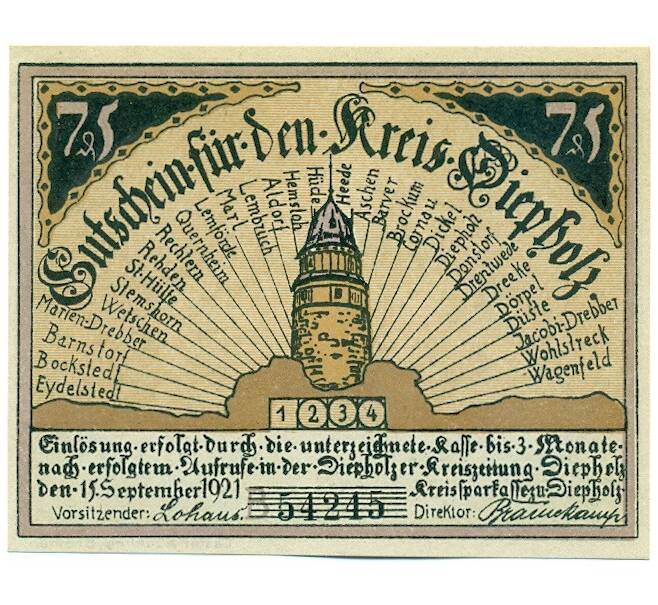 75 ₰
75 ₰
Gutschein·für·den·Kreis·Diepholz
Eydelstedt
Bockstedt
Barnstorf
Marien-Drebber
Wetschen
Stemshorn
St·Hülfe
Rehden
Rechtern
Quernheim
Lembörde
Marl
Lembruch
Aldorf
Hemsloh
Hüde
Heede
Aschen
Barver
Brockum
Cornau
Dickel
Diepholz
Donstorf
Drentwede
Dreeke
Dörpel
Düste
Jacobi-Drebber
Wohlstreck
Wagenfeld
1 2 3 4
Einlösung·erfolgt·durch·die·unterzeichnete·Kasse·bis·3·Monate·
nach·erfolgtem·Aufrufe·in·der·Diepholzer·Kreiszeitung·Diepholz
den·15.September 1921 Kreissparkasse zu·Diepholz·
Vorsitzender: Lohaus. 54245 Direktor: